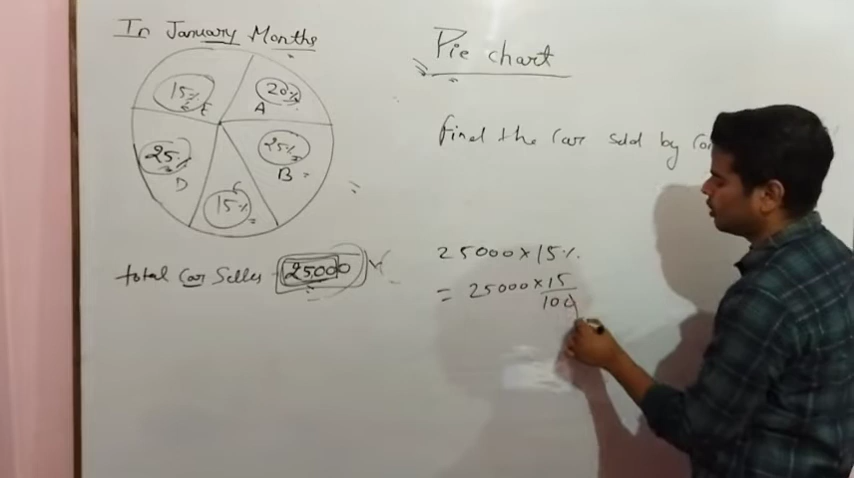 In January Months
Pie chart
15%
E
20%
A
25%
B
25%
D
15%
C
find the Car sold by
total Car Seller 25000
25000 × 15%
= 25000 × 15
100